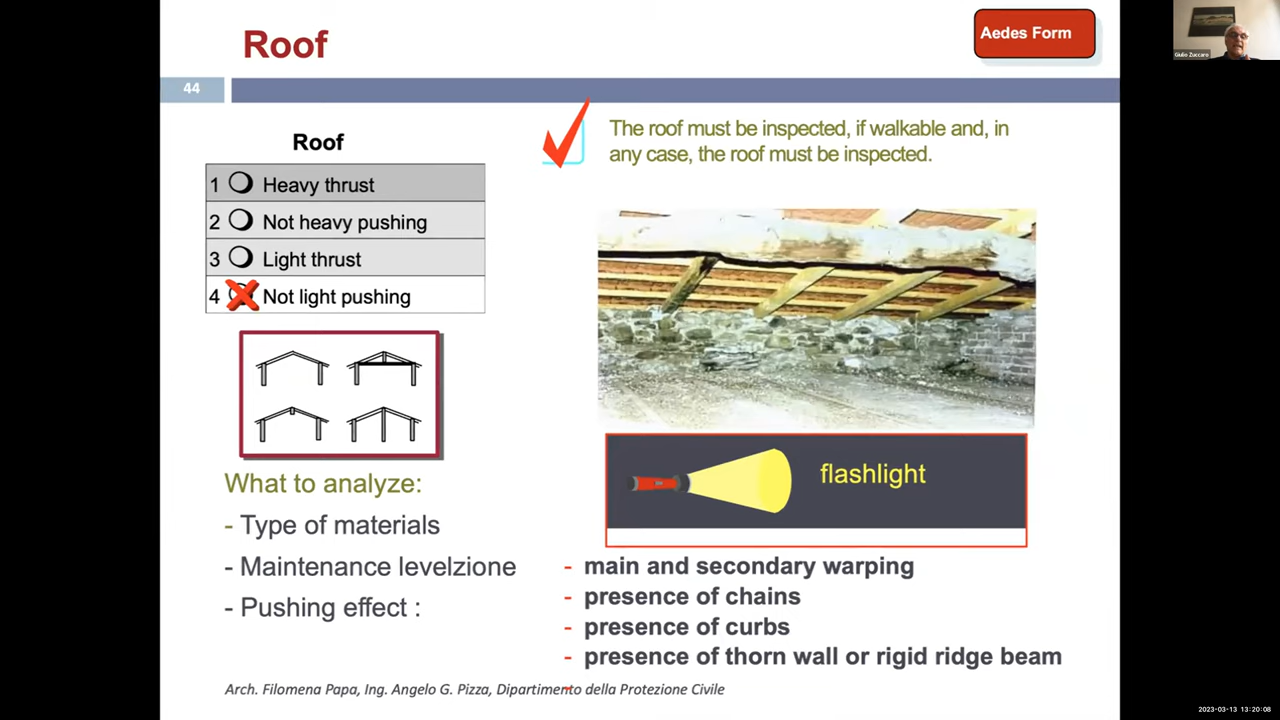 Roof
Aedes Form
Giulio Zuccaro
44
Roof
1 Heavy thrust
2 Not heavy pushing
3 Light thrust
4 Not light pushing
The roof must be inspected, if walkable and, in
any case, the roof must be inspected.
flashlight
What to analyze:
- Type of materials
- Maintenance levelzione
- Pushing effect :
- main and secondary warping
- presence of chains
- presence of curbs
- presence of thorn wall or rigid ridge beam
-
Arch. Filomena Papa, Ing. Angelo G. Pizza, Dipartimento della Protezione Civile
2023-03-13 13:20:08